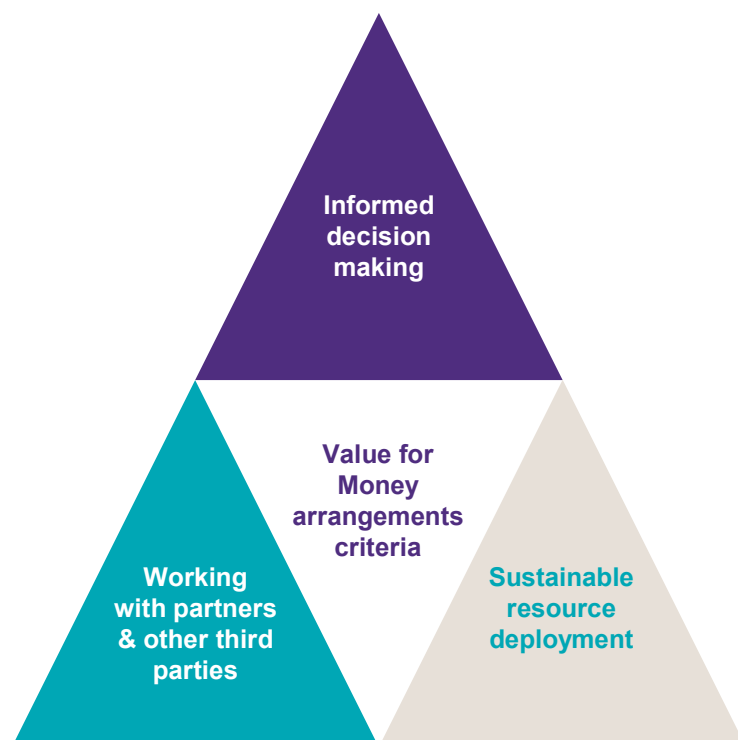 Informed
decision
making
Value for
Money
arrangements
criteria
Working
with partners
& other third
parties
Sustainable
resource
deployment